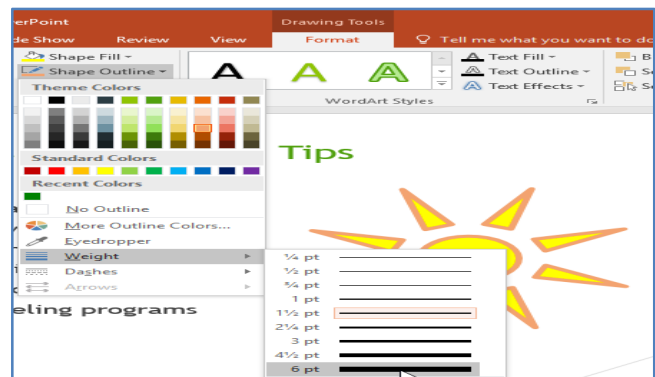 erPoint
Drawing Tools
de Show Review View Format Tell me what you want to do
Shape Fill
Shape Outline
A A A
Text Fill
Text Outline
Text Effects
WordArt Styles
Theme Colors
Standard Colors
Recent Colors
No Outline
More Outline Colors...
Eyedropper
Weight
Dashes
Arrows
Tips
eling programs
¼ pt
½ pt
¾ pt
1 pt
1½ pt
2¼ pt
3 pt
4½ pt
6 pt